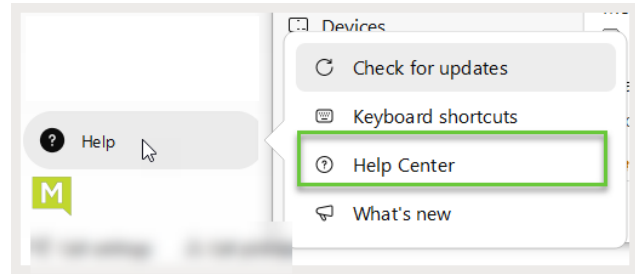 Devices
Check for updates
Keyboard shortcuts
Help
Help Center
What's new
M